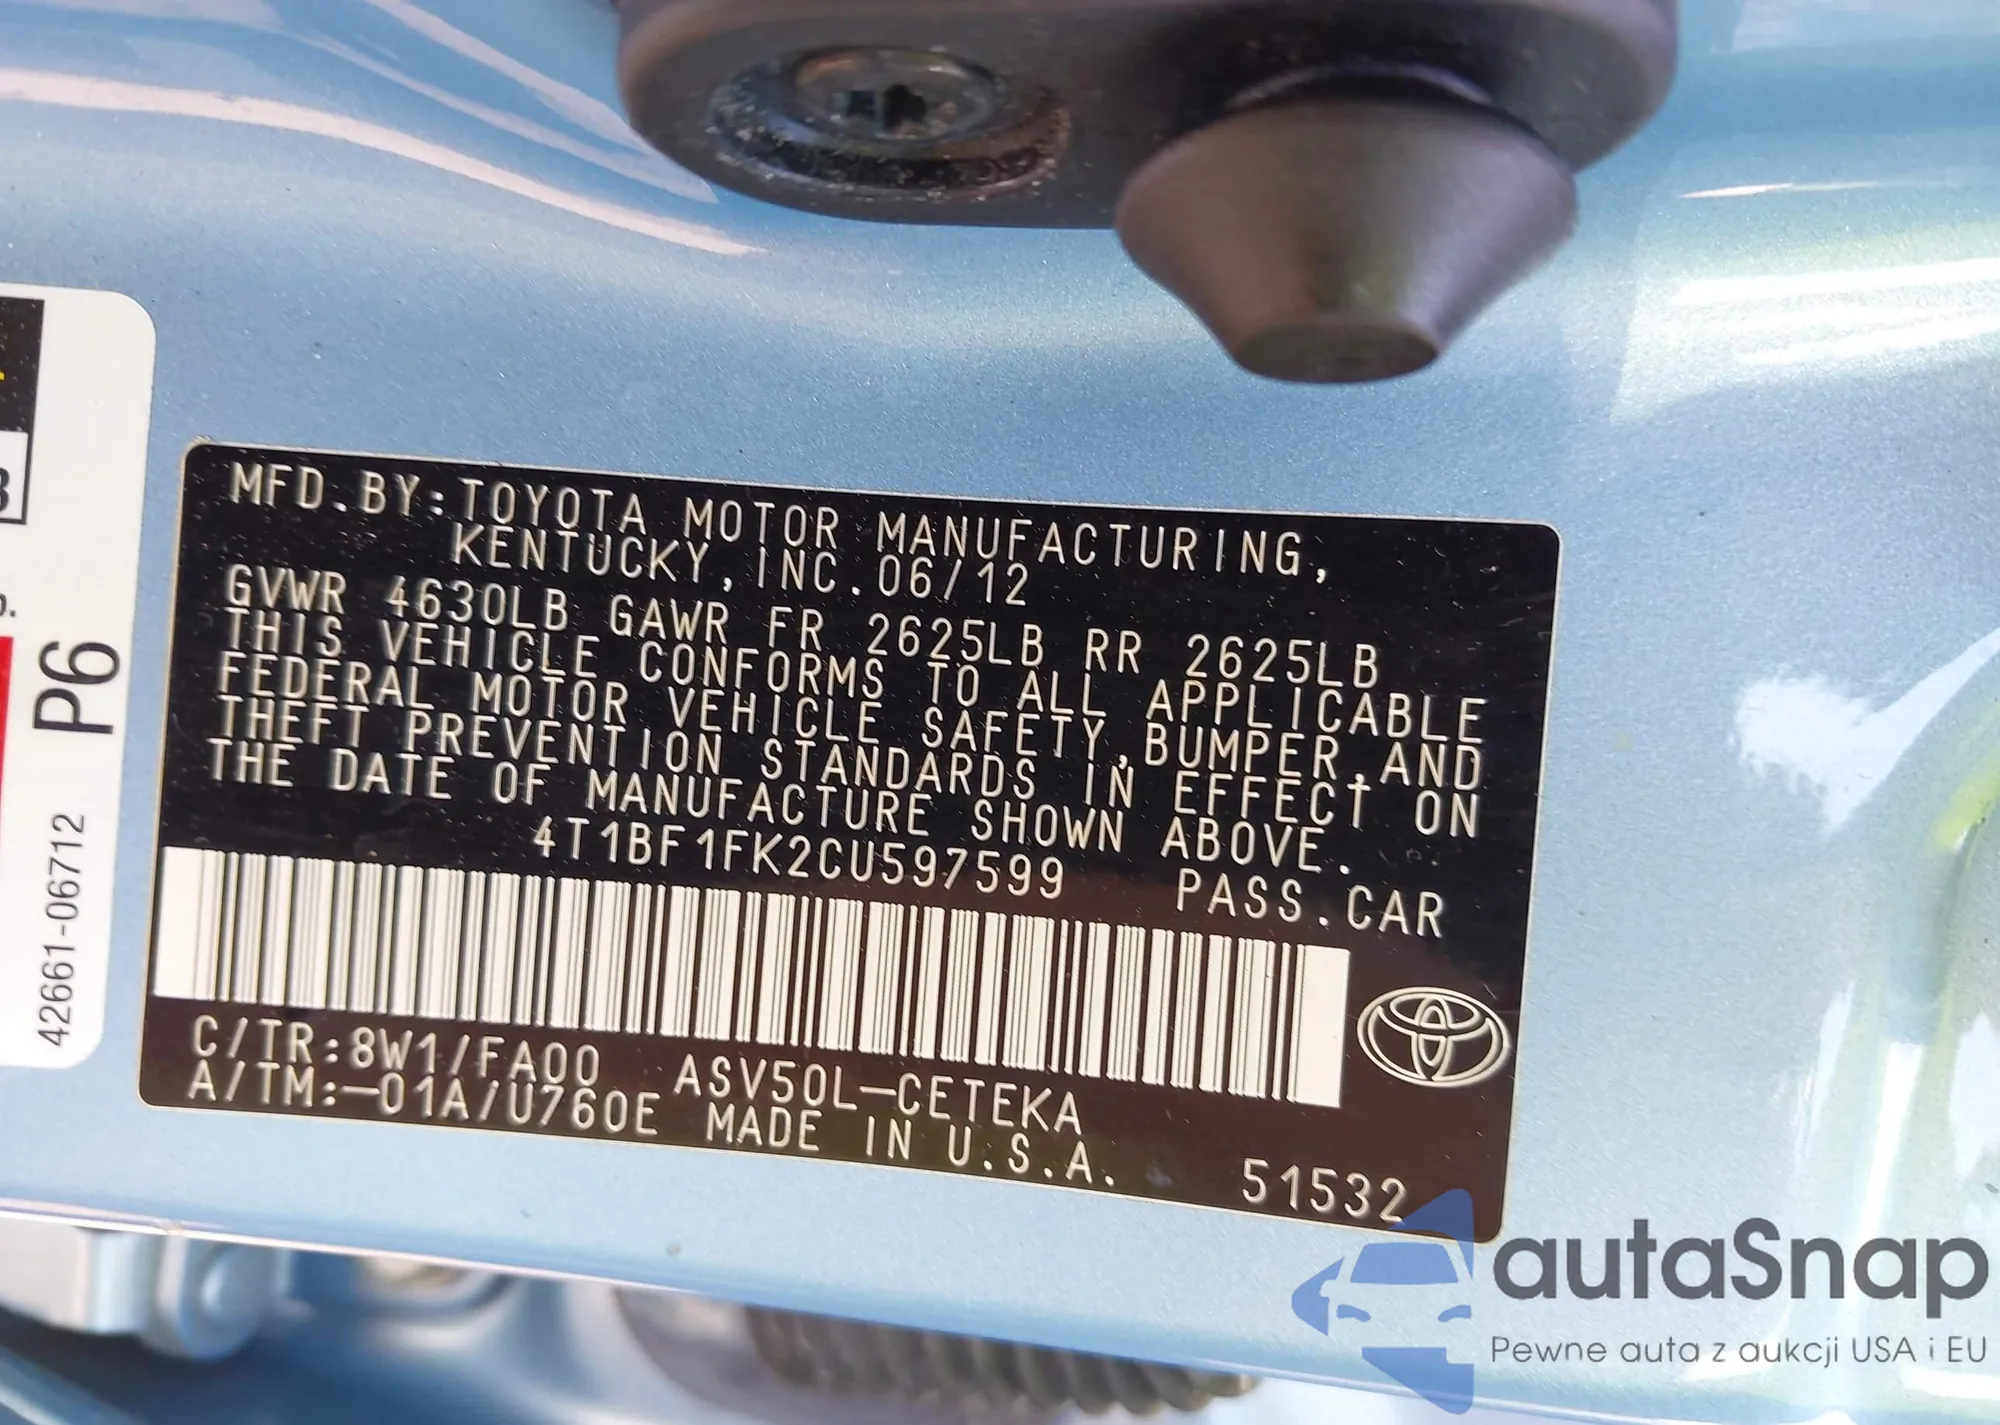 MFD.BY:TOYOTA MOTOR MANUFACTURING,
KENTUCKY,INC.06/12
GVWR 4630LB GAWR FR 2625LB RR 2625LB
THIS VEHICLE CONFORMS TO ALL APPLICABLE
FEDERAL MOTOR VEHICLE SAFETY,BUMPER,AND
THEFT PREVENTION STANDARDS IN EFFECT ON
THE DATE OF MANUFACTURE SHOWN ABOVE.
4T1BF1FK2CU597599 PASS.CAR
C/TR:8W1/FA00 ASV50L-CETEKA
A/TM:-01A/U760E MADE IN U.S.A.
51532
P6
42661-06712
autaSnap
Pewne auta z aukcji USA i EU